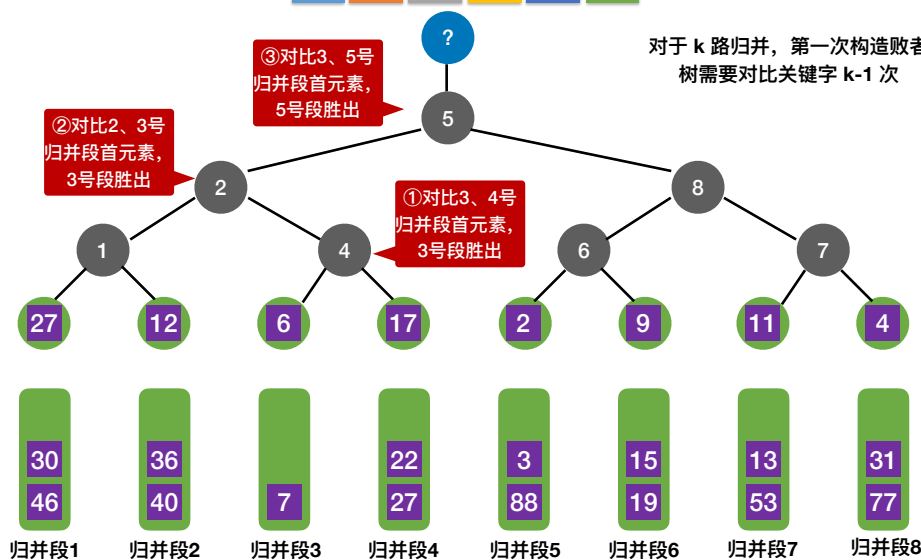 ?
③对比3、5号
归并段首元素，
5号段胜出
对于 k 路归并，第一次构造败者
树需要对比关键字 k-1 次
5
②对比2、3号
归并段首元素，
3号段胜出
2
8
①对比3、4号
归并段首元素，
3号段胜出
1
4
6
7
27 12 6 17 2 9 11 4
30 36 22 3 15 13 31
46 40 7 27 88 19 53 77
归并段1 归并段2 归并段3 归并段4 归并段5 归并段6 归并段7 归并段8